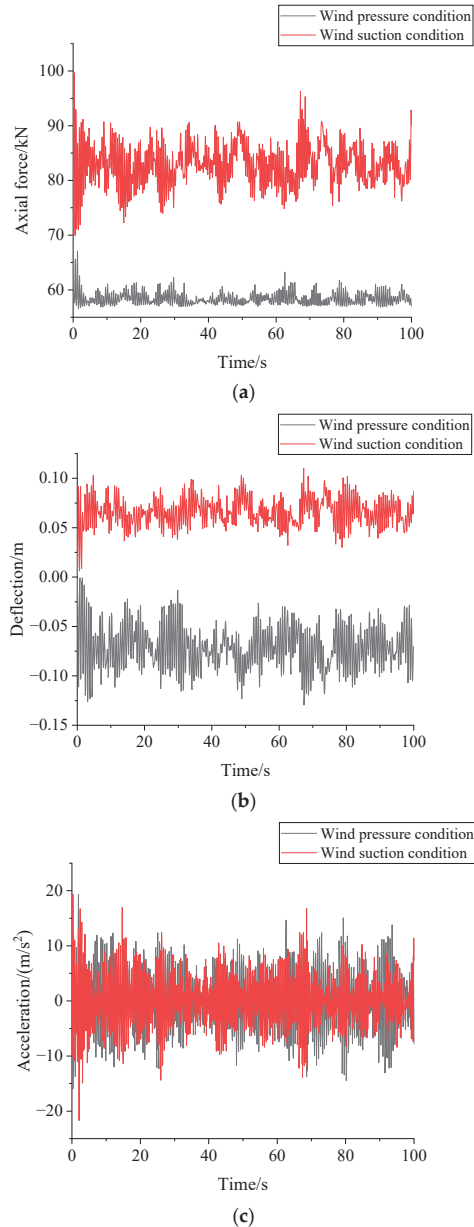 Wind pressure condition
Wind suction condition
100
90
80
70
60
Axial force/kN
0 20 40 60 80 100
Time/s
(a)
Wind pressure condition
Wind suction condition
0.10
0.05
0.00
−0.05
−0.10
−0.15
Deflection/m
0 20 40 60 80 100
Time/s
(b)
Wind pressure condition
Wind suction condition
20
10
0
−10
−20
Acceleration/(m/s²)
0 20 40 60 80 100
Time/s
(c)